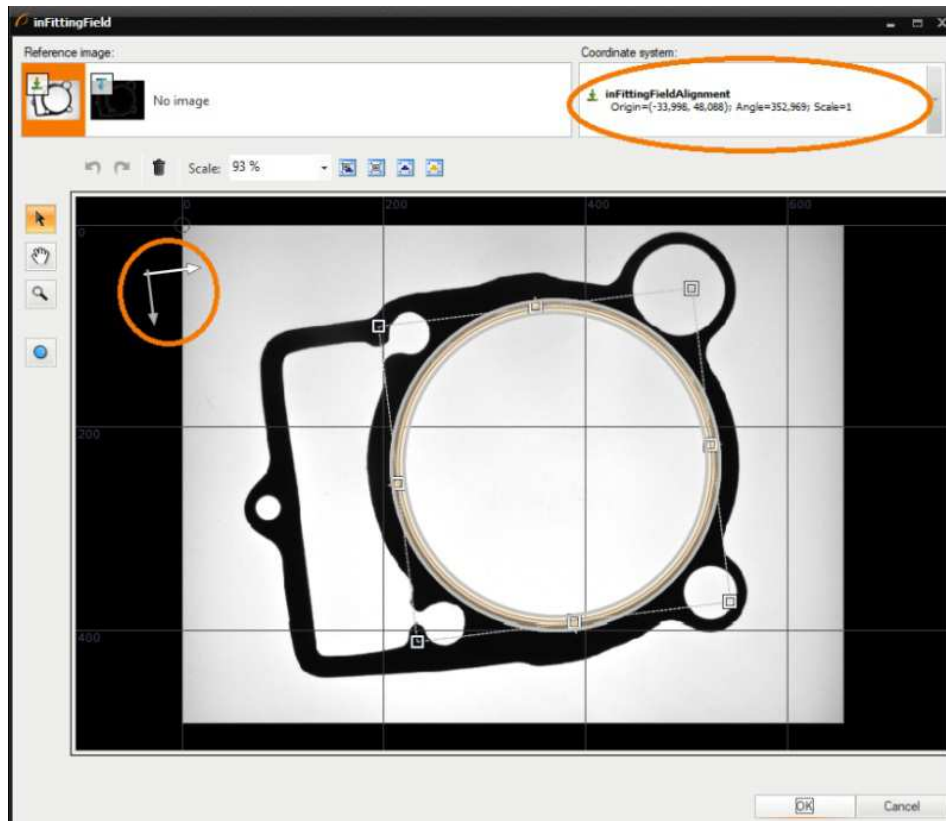 inFittingField
Reference image:
Coordinate system:
No image
inFittingFieldAlignment
Origin=(-33,998, 48,088); Angle=352,969; Scale=1
Scale: 93 %
0 200 400 600
0
200
400
OK Cancel